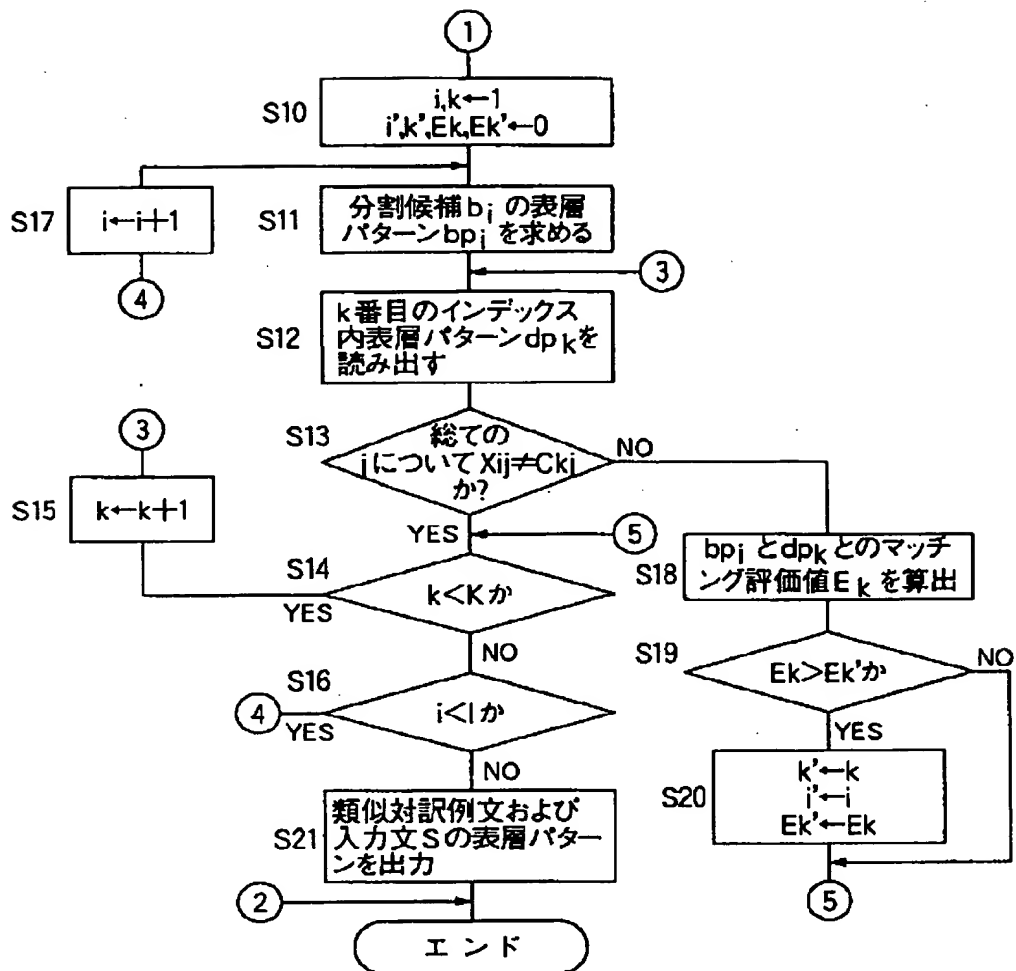 ①
S10
i,k←1
i',k',Ek,Ek'←0
S17
i←i+1
④
S11
分割候補biの表層
パターンbpiを求める
③
S12
k番目のインデックス
内表層パターンdpkを
読み出す
S13
総ての
jについてXij≠Ckj
か?
NO
YES
⑤
③
S15
k←k+1
S14
k<Kか
YES
NO
S16
i<Iか
④
YES
NO
S18
bpiとdpkとのマッチ
ング評価値Ekを算出
S19
Ek>Ek'か
NO
YES
S20
k'←k
i'←i
Ek'←Ek
⑤
S21
類似対訳例文および
入力文Sの表層パター
ンを出力
②
エンド